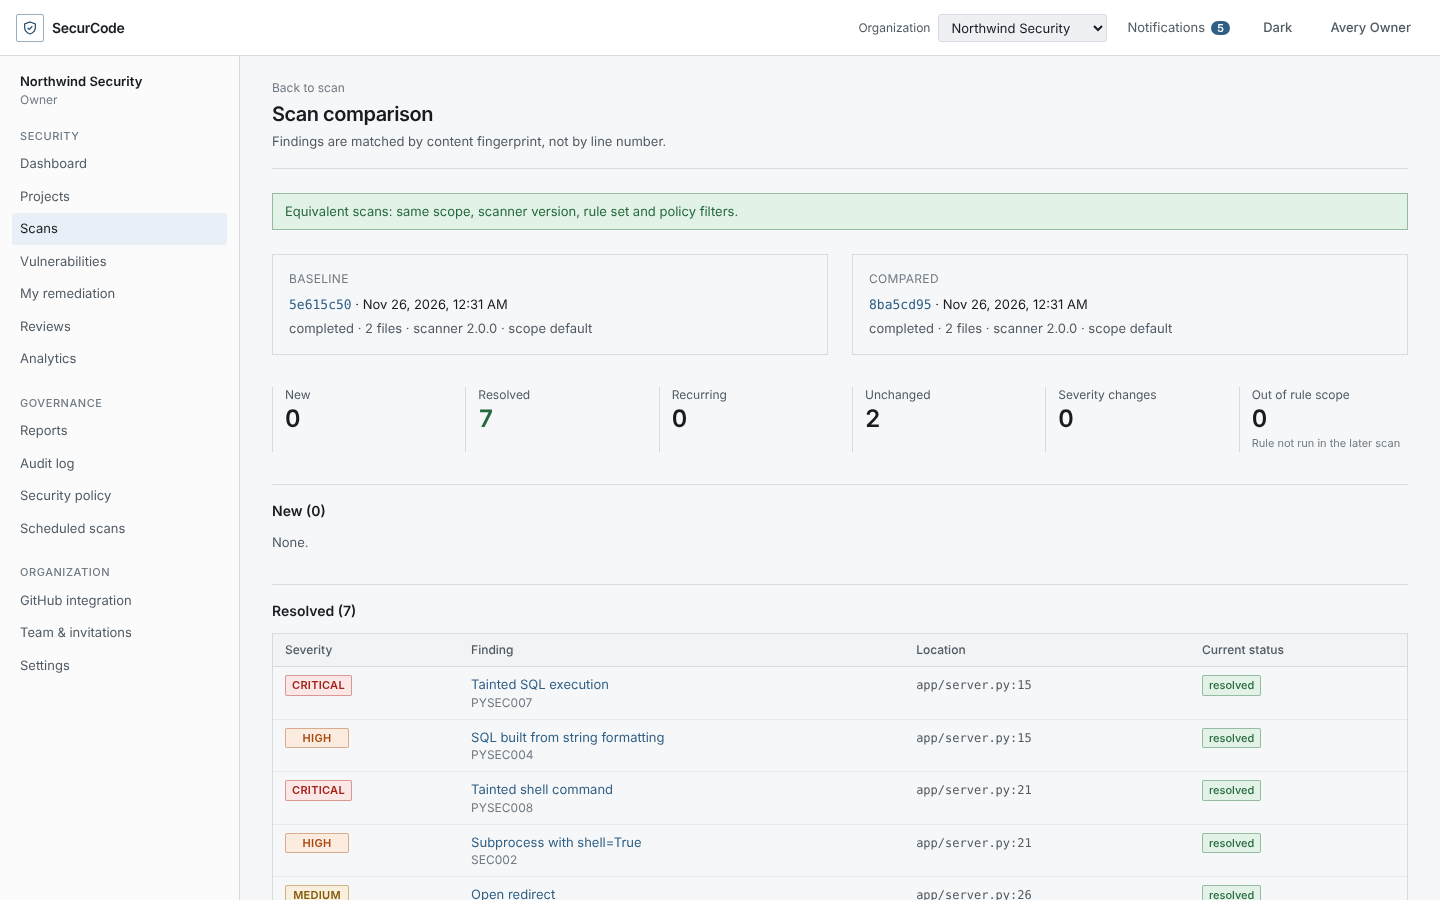 SecurCode
Organization
Northwind Security
Notifications 5
Dark
Avery Owner
Northwind Security
Owner
SECURITY
Dashboard
Projects
Scans
Vulnerabilities
My remediation
Reviews
Analytics
GOVERNANCE
Reports
Audit log
Security policy
Scheduled scans
ORGANIZATION
GitHub integration
Team & invitations
Settings
Back to scan
Scan comparison
Findings are matched by content fingerprint, not by line number.
Equivalent scans: same scope, scanner version, rule set and policy filters.
BASELINE
5e615c50 · Nov 26, 2026, 12:31 AM
completed · 2 files · scanner 2.0.0 · scope default
COMPARED
8ba5cd95 · Nov 26, 2026, 12:31 AM
completed · 2 files · scanner 2.0.0 · scope default
New
0
Resolved
7
Recurring
0
Unchanged
2
Severity changes
0
Out of rule scope
0
Rule not run in the later scan
New (0)
None.
Resolved (7)
Severity Finding Location Current status
CRITICAL Tainted SQL execution app/server.py:15 resolved
PYSEC007
HIGH SQL built from string formatting app/server.py:15 resolved
PYSEC004
CRITICAL Tainted shell command app/server.py:21 resolved
PYSEC008
HIGH Subprocess with shell=True app/server.py:21 resolved
SEC002
MEDIUM Open redirect app/server.py:26 resolved